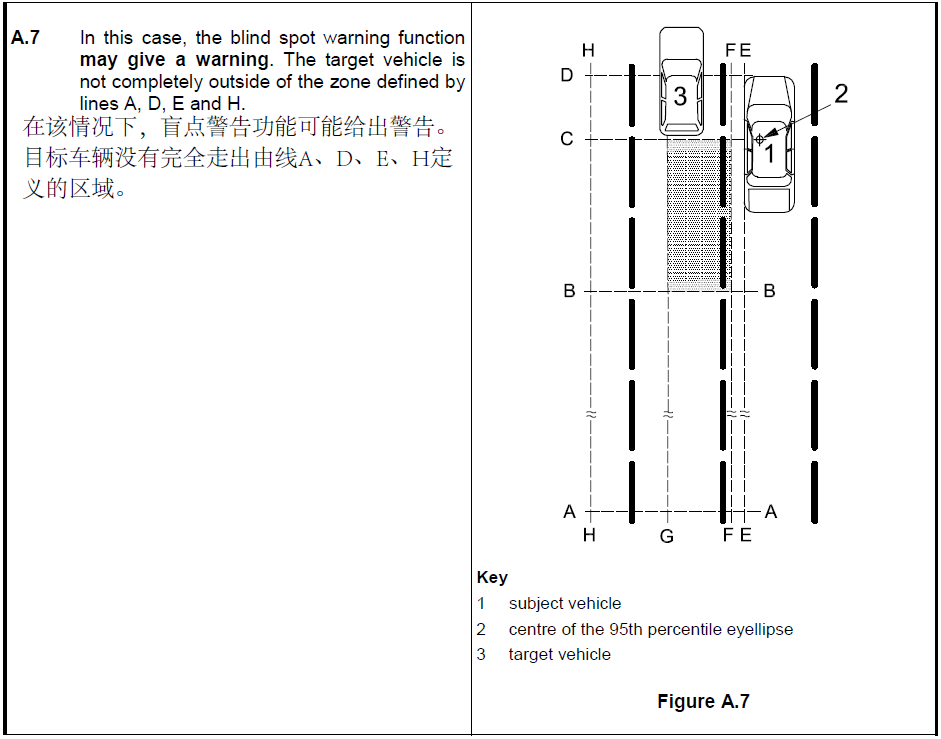 A.7 In this case, the blind spot warning function
may give a warning. The target vehicle is
not completely outside of the zone defined by
lines A, D, E and H.
在该情况下，盲点警告功能可能给出警告。
目标车辆没有完全走出由线A、D、E、H定
义的区域。
H F E
D
3
2
C
1
B B
A A
H G F E
Key
1 subject vehicle
2 centre of the 95th percentile eyellipse
3 target vehicle
Figure A.7